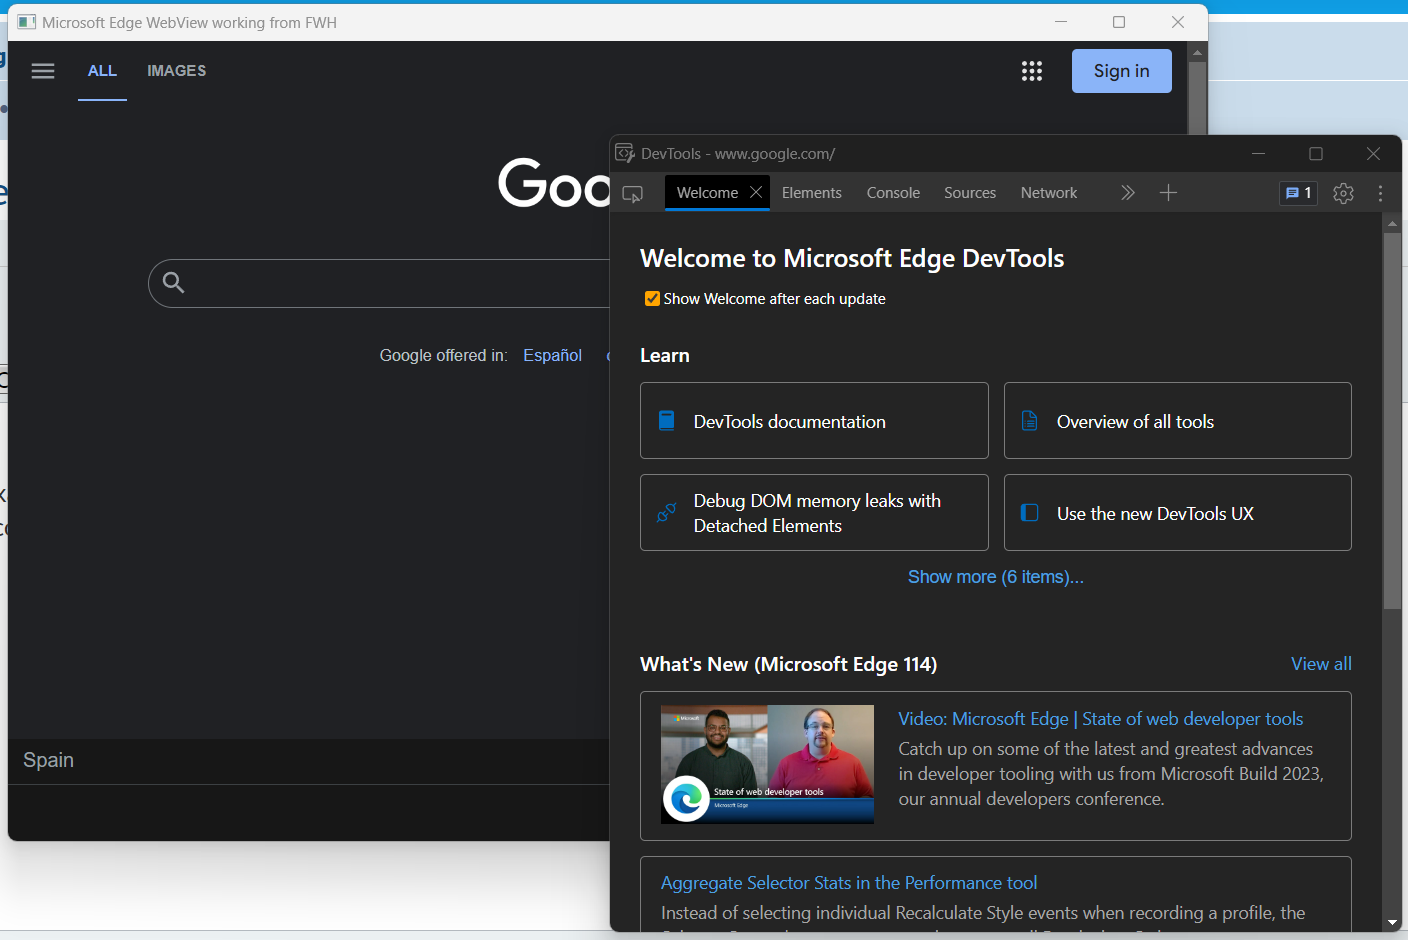 Microsoft Edge WebView working from FWH
ALL IMAGES
Sign in
Goo
Google offered in: Español
Spain
DevTools - www.google.com/
Welcome Elements Console Sources Network
1
Welcome to Microsoft Edge DevTools
Show Welcome after each update
Learn
DevTools documentation
Overview of all tools
Debug DOM memory leaks with
Detached Elements
Use the new DevTools UX
Show more (6 items)...
What's New (Microsoft Edge 114)
View all
Microsoft
State of web developer tools
Microsoft Edge
Video: Microsoft Edge | State of web developer tools
Catch up on some of the latest and greatest advances
in developer tooling with us from Microsoft Build 2023,
our annual developers conference.
Aggregate Selector Stats in the Performance tool
Instead of selecting individual Recalculate Style events when recording a profile, the